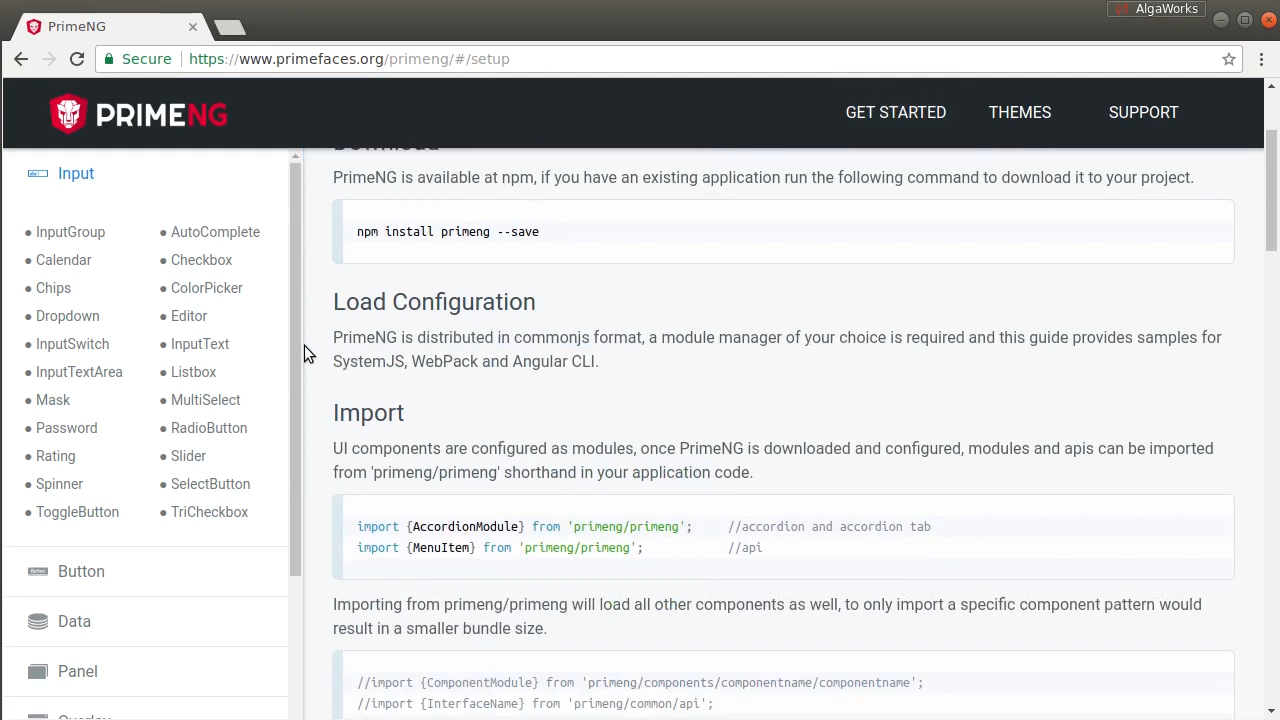 AlgaWorks
PrimeNG
Secure https://www.primefaces.org/primeng/#/setup
PRIMENG
GET STARTED THEMES SUPPORT
Input
InputGroup AutoComplete
Calendar Checkbox
Chips ColorPicker
Dropdown Editor
InputSwitch InputText
InputTextArea Listbox
Mask MultiSelect
Password RadioButton
Rating Slider
Spinner SelectButton
ToggleButton TriCheckbox
Button
Data
Panel
Overlay
Download
PrimeNG is available at npm, if you have an existing application run the following command to download it to your project.
npm install primeng --save
Load Configuration
PrimeNG is distributed in commonjs format, a module manager of your choice is required and this guide provides samples for
SystemJS, WebPack and Angular CLI.
Import
UI components are configured as modules, once PrimeNG is downloaded and configured, modules and apis can be imported
from 'primeng/primeng' shorthand in your application code.
import {AccordionModule} from 'primeng/primeng'; //accordion and accordion tab
import {MenuItem} from 'primeng/primeng'; //api
Importing from primeng/primeng will load all other components as well, to only import a specific component pattern would
result in a smaller bundle size.
//import {ComponentModule} from 'primeng/components/componentname/componentname';
//import {InterfaceName} from 'primeng/common/api';